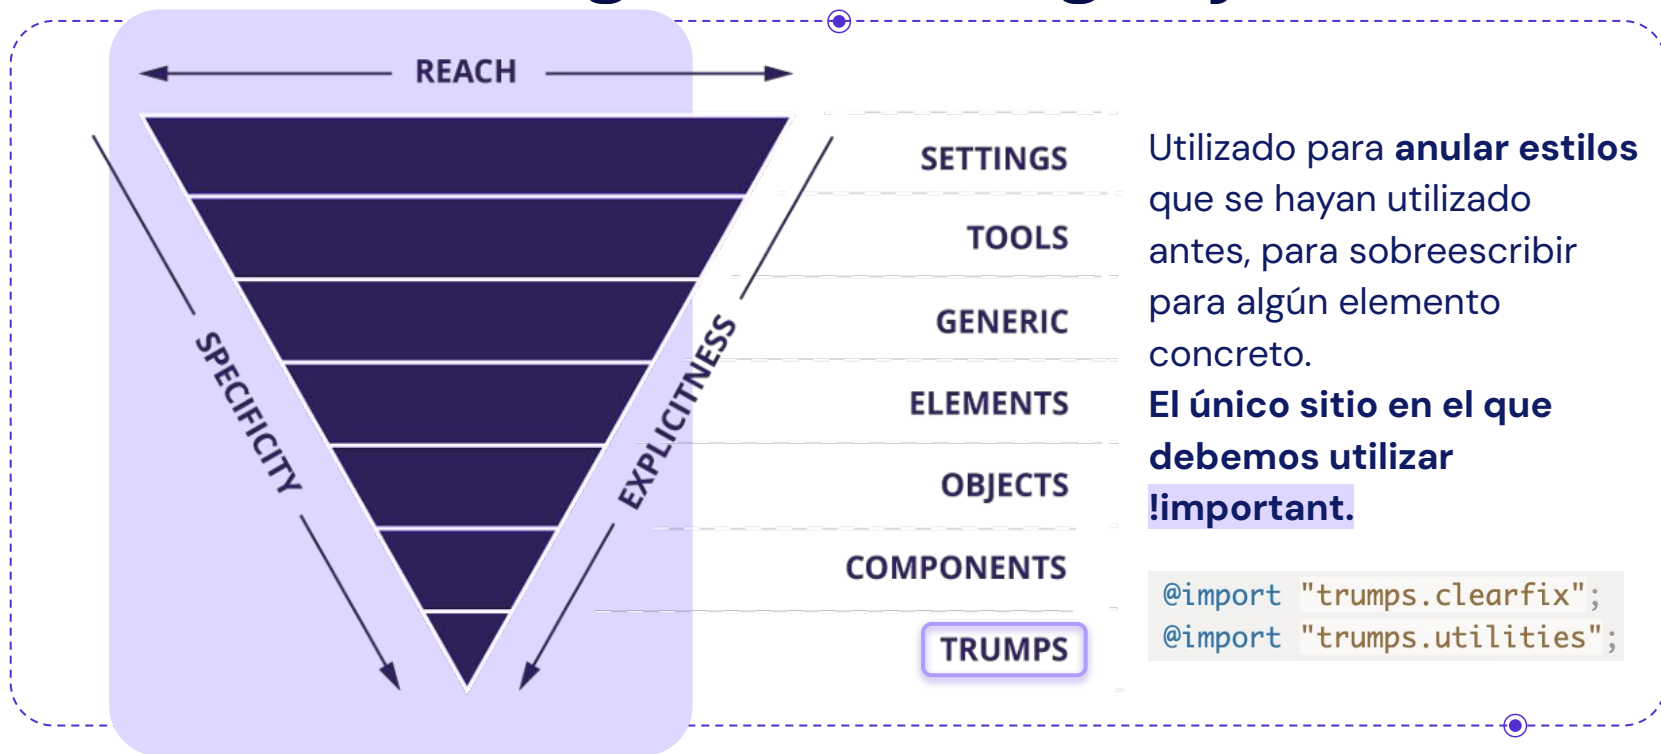 REACH
SPECIFICITY
EXPLICITNESS
SETTINGS
TOOLS
GENERIC
ELEMENTS
OBJECTS
COMPONENTS
TRUMPS
Utilizado para anular estilos
que se hayan utilizado
antes, para sobreescribir
para algún elemento
concreto.
El único sitio en el que
debemos utilizar
!important.
@import "trumps.clearfix";
@import "trumps.utilities";